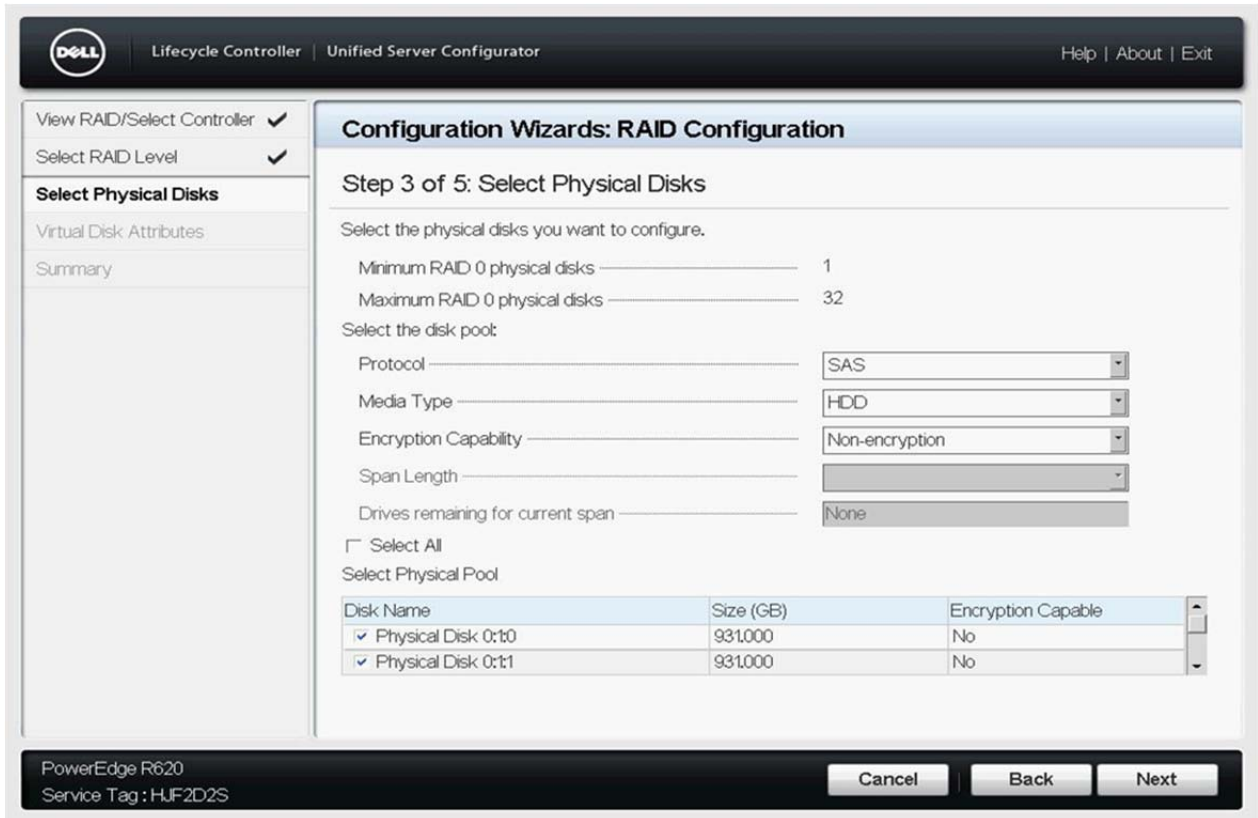 DELL
Lifecycle Controller | Unified Server Configurator
Help | About | Exit
View RAID/Select Controller
Select RAID Level
Select Physical Disks
Virtual Disk Attributes
Summary
Configuration Wizards: RAID Configuration
Step 3 of 5: Select Physical Disks
Select the physical disks you want to configure.
Minimum RAID 0 physical disks 1
Maximum RAID 0 physical disks 32
Select the disk pool:
Protocol SAS
Media Type HDD
Encryption Capability Non-encryption
Span Length
Drives remaining for current span None
Select All
Select Physical Pool
Disk Name Size (GB) Encryption Capable
Physical Disk 0:1:0 931.000 No
Physical Disk 0:1:1 931.000 No
PowerEdge R620
Service Tag : HJF2D2S
Cancel Back Next